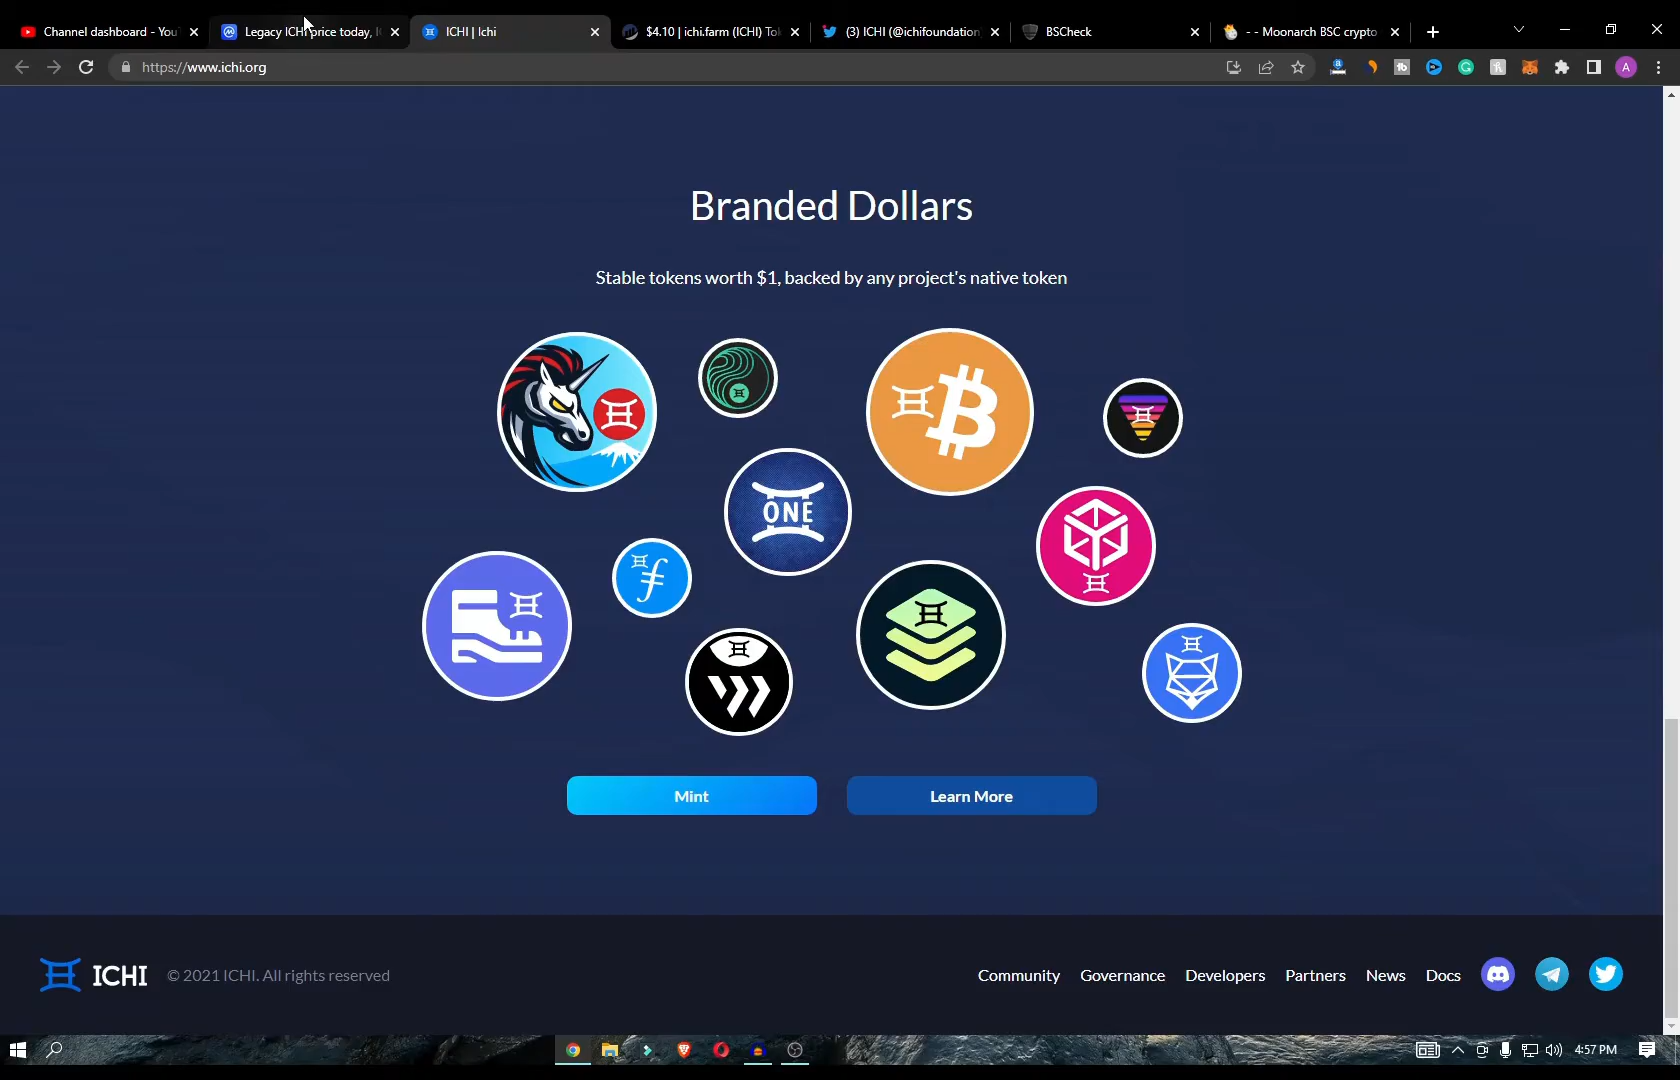 Channel dashboard - You
Legacy ICHI price today, I
ICHI | Ichi
$4.10 | ichi.farm (ICHI) Tok
(3) ICHI (@ichifoundation
BSCheck
- - Moonarch BSC crypto
https://www.ichi.org
Branded Dollars
Stable tokens worth $1, backed by any project's native token
ONE
Mint
Learn More
ICHI
© 2021 ICHI. All rights reserved
Community
Governance
Developers
Partners
News
Docs
4:57 PM